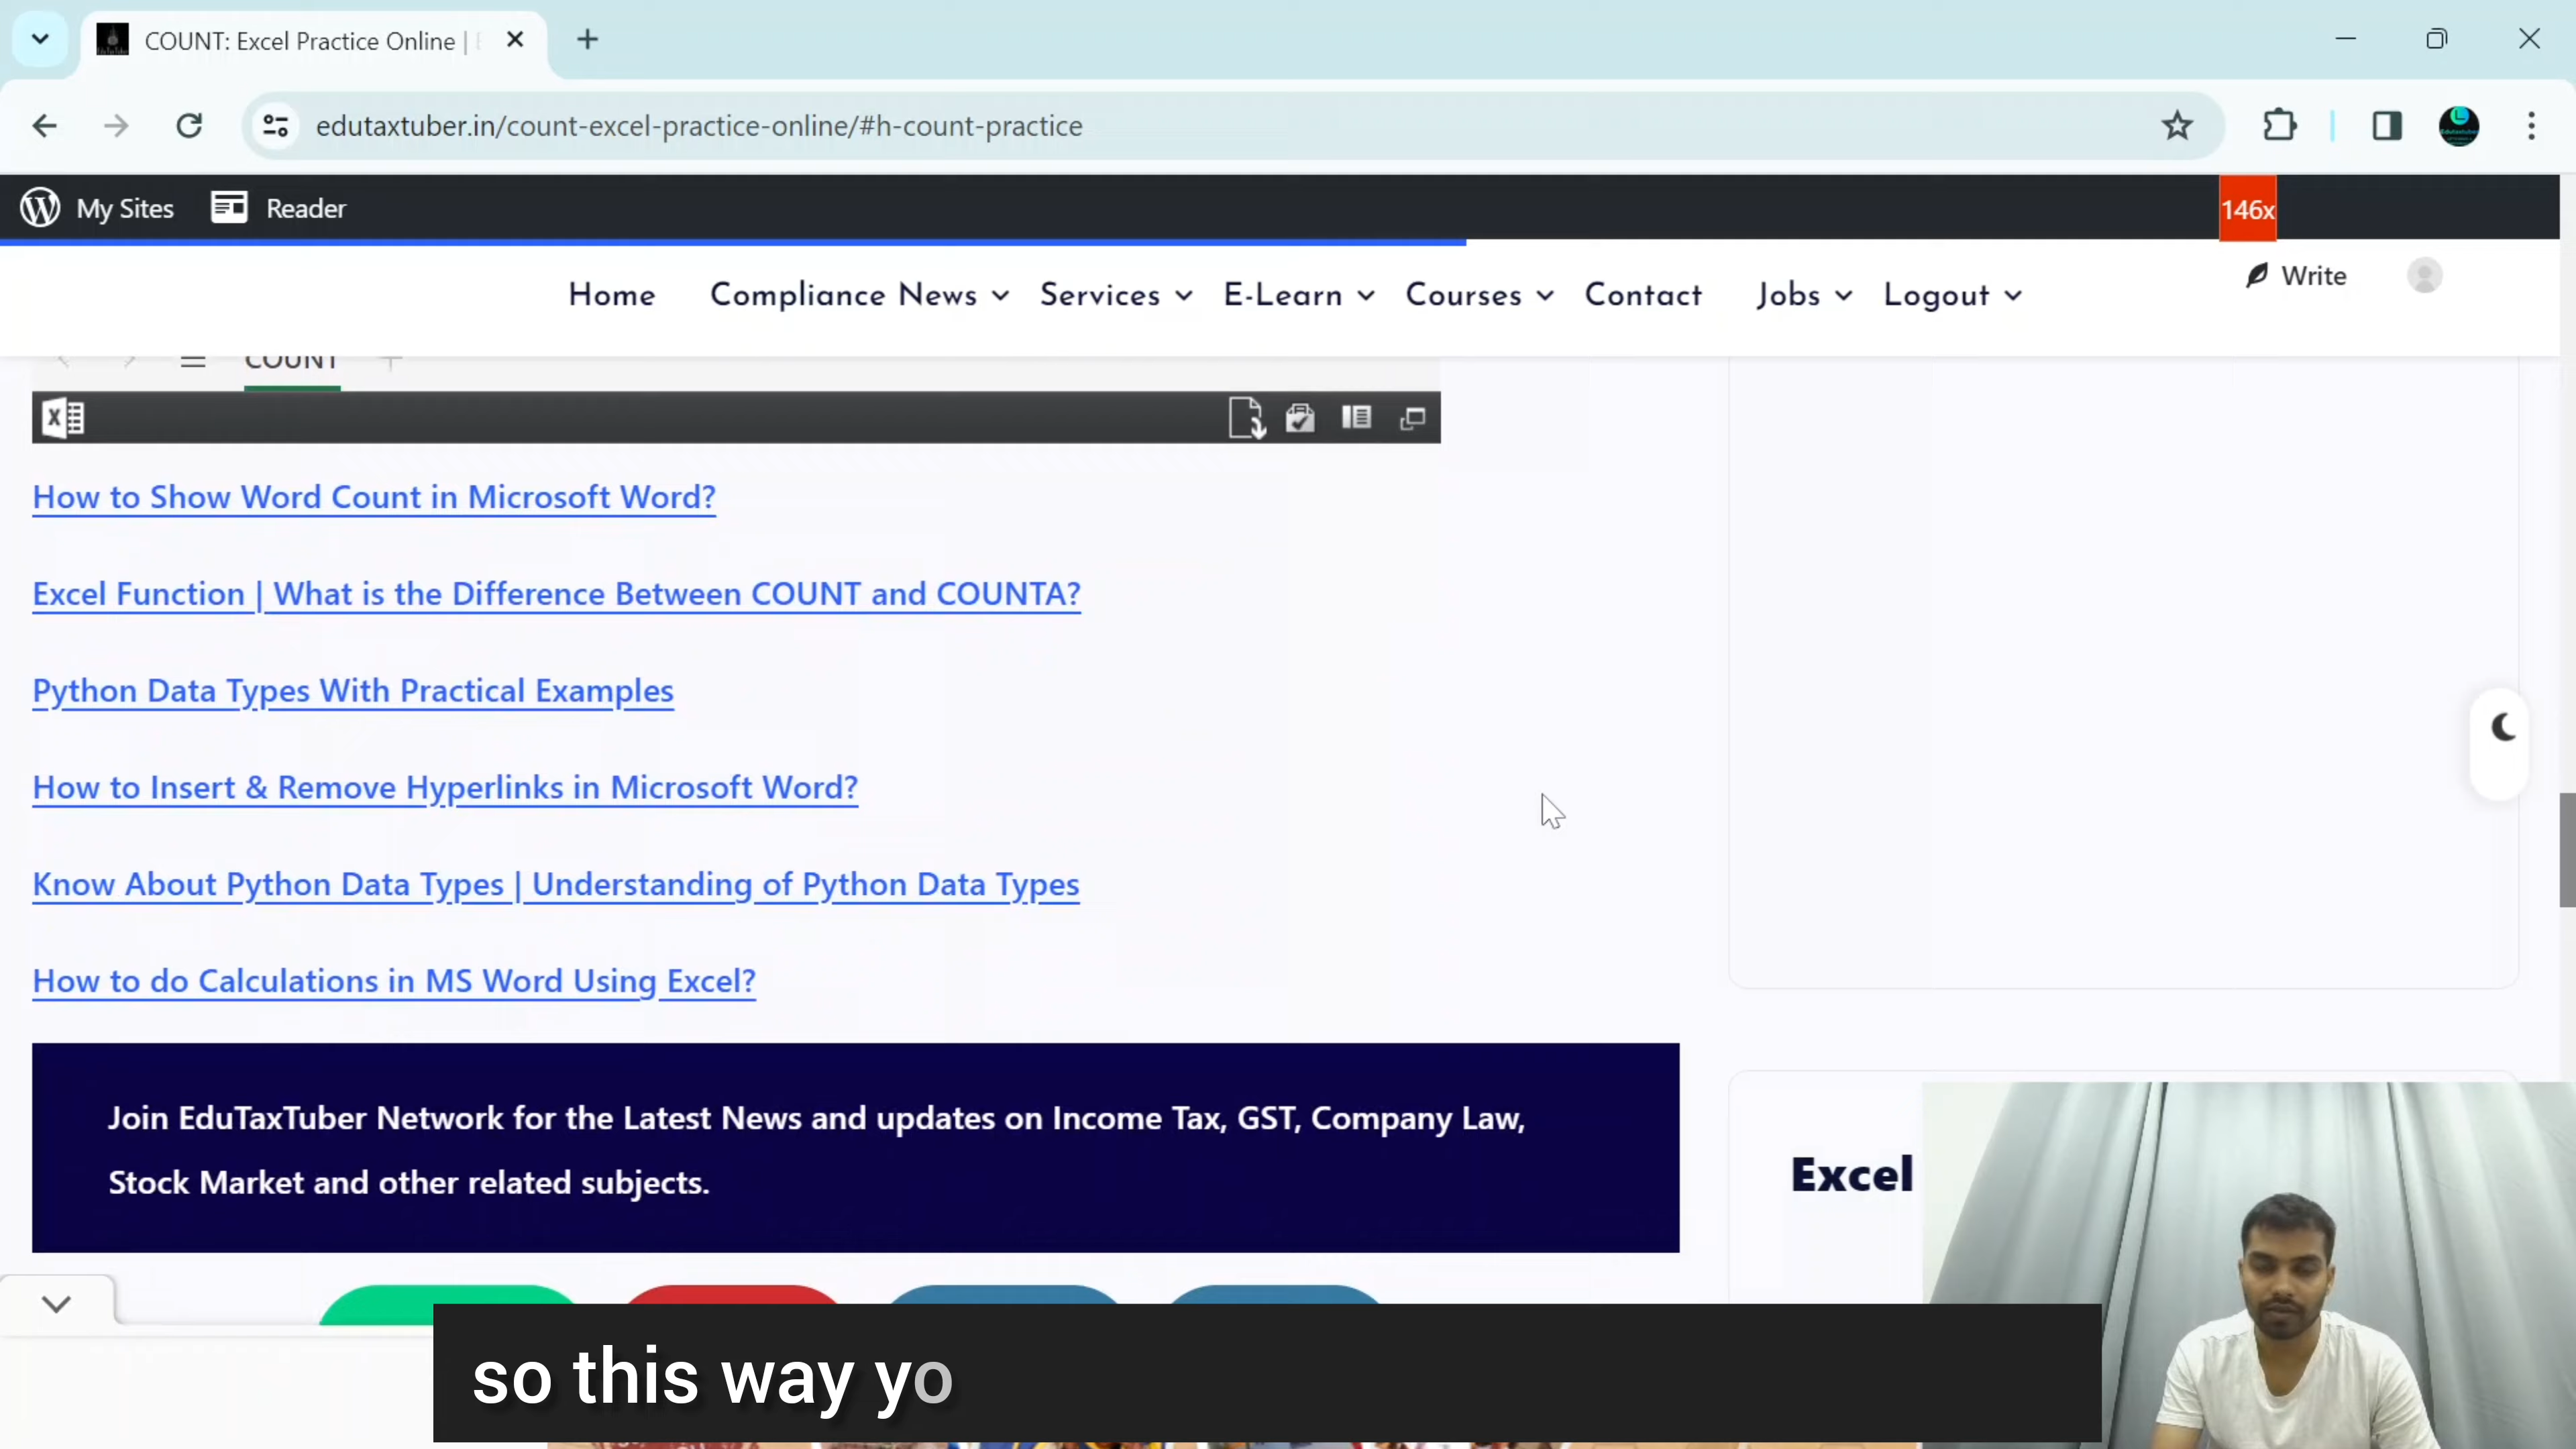 COUNT: Excel Practice Online |
edutaxtuber.in/count-excel-practice-online/#h-count-practice
My Sites
Reader
146x
Home
Compliance News
Services
E-Learn
Courses
Contact
Jobs
Logout
Write
COUNT
How to Show Word Count in Microsoft Word?
Excel Function | What is the Difference Between COUNT and COUNTA?
Python Data Types With Practical Examples
How to Insert & Remove Hyperlinks in Microsoft Word?
Know About Python Data Types | Understanding of Python Data Types
How to do Calculations in MS Word Using Excel?
Join EduTaxTuber Network for the Latest News and updates on Income Tax, GST, Company Law,
Stock Market and other related subjects.
Excel
so this way yo